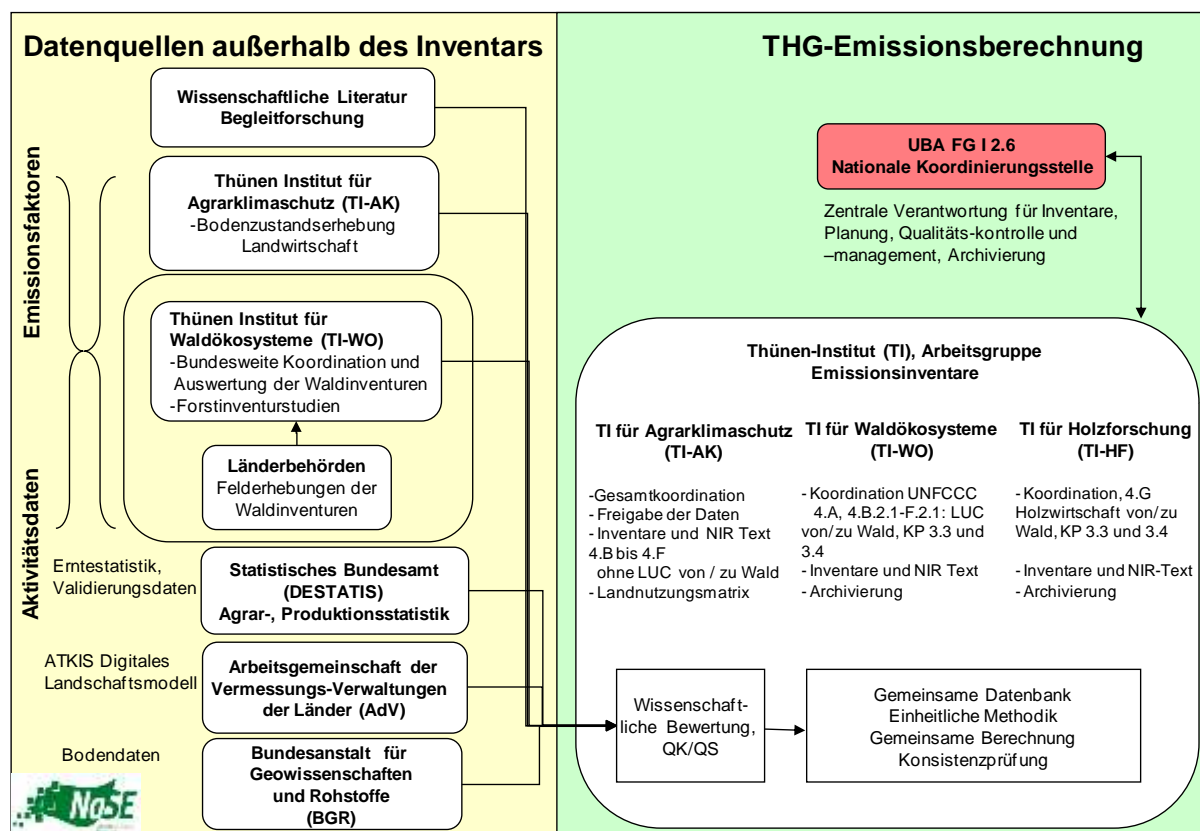 Datenquellen außerhalb des Inventars
Wissenschaftliche Literatur
Begleitforschung
Emissionsfaktoren
Thünen Institut für
Agrarklimaschutz (TI-AK)
-Bodenzustandserhebung
Landwirtschaft
Thünen Institut für
Waldökosysteme (TI-WO)
-Bundesweite Koordination und
Auswertung der Waldinventuren
-Forstinventurstudien
Länderbehörden
Felderhebungen der
Waldinventuren
Aktivitätsdaten
Erntestatistik,
Validierungsdaten
Statistisches Bundesamt
(DESTATIS)
Agrar-, Produktionsstatistik
ATKIS Digitales
Landschaftsmodell
Arbeitsgemeinschaft der
Vermessungs-Verwaltungen
der Länder (AdV)
Bodendaten
Bundesanstalt für
Geowissenschaften
und Rohstoffe
(BGR)
NaSE
THG-Emissionsberechnung
UBA FG I 2.6
Nationale Koordinierungsstelle
Zentrale Verantwortung für Inventare,
Planung, Qualitäts-kontrolle und
–management, Archivierung
Thünen-Institut (TI), Arbeitsgruppe
Emissionsinventare
TI für Agrarklimaschutz
(TI-AK)
-Gesamtkoordination
- Freigabe der Daten
- Inventare und NIR Text
4.B bis 4.F
ohne LUC von / zu Wald
- Landnutzungsmatrix
TI für Waldökosysteme
(TI-WO)
- Koordination UNFCCC
4.A, 4.B.2.1-F.2.1: LUC
von/zu Wald, KP 3.3 und
3.4
- Inventare und NIR Text
- Archivierung
TI für Holzforschung
(TI-HF)
- Koordination, 4.G
Holzwirtschaft von/zu
Wald, KP 3.3 und 3.4
- Inventare und NIR-Text
- Archivierung
Wissenschaft-
liche Bewertung,
QK/QS
Gemeinsame Datenbank
Einheitliche Methodik
Gemeinsame Berechnung
Konsistenzprüfung